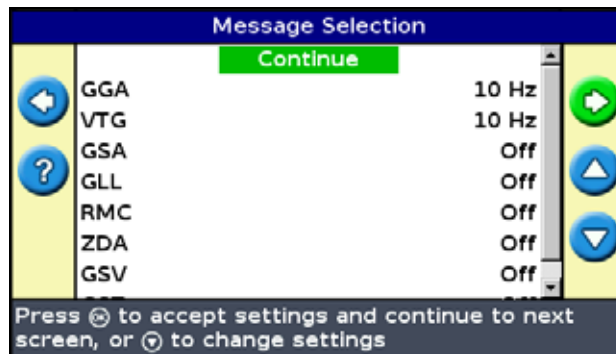 Message Selection
Continue
GGA 10 Hz
VTG 10 Hz
GSA Off
GLL Off
RMC Off
ZDA Off
GSV Off
Press OK to accept settings and continue to next
screen, or to change settings